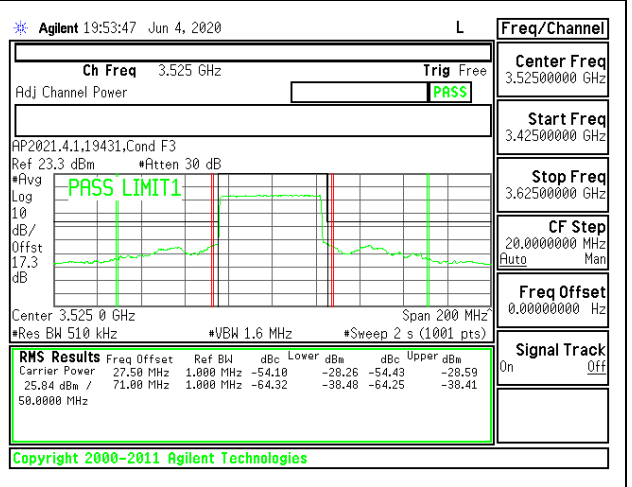 Agilent 19:53:47 Jun 4, 2020 L Freq/Channel
Ch Freq 3.525 GHz Trig Free
Adj Channel Power PASS
AP2021.4.1,19431,Cond F3
Ref 23.3 dBm #Atten 30 dB
#Avg
Log
10
dB/
Offst
17.3
dB
PASS LIMIT1
Center 3.525 0 GHz Span 200 MHz^
#Res BW 510 kHz #VBW 1.6 MHz #Sweep 2 s (1001 pts)
RMS Results Freq Offset Ref BW dBc Lower dBm dBc Upper dBm
Carrier Power 27.50 MHz 1.000 MHz -54.10 -28.26 -54.43 -28.59
25.84 dBm / 71.00 MHz 1.000 MHz -64.32 -38.48 -64.25 -38.41
50.0000 MHz
Copyright 2000-2011 Agilent Technologies
Center Freq
3.52500000 GHz
Start Freq
3.42500000 GHz
Stop Freq
3.62500000 GHz
CF Step
20.0000000 MHz
Auto Man
Freq Offset
0.00000000 Hz
Signal Track
On Off